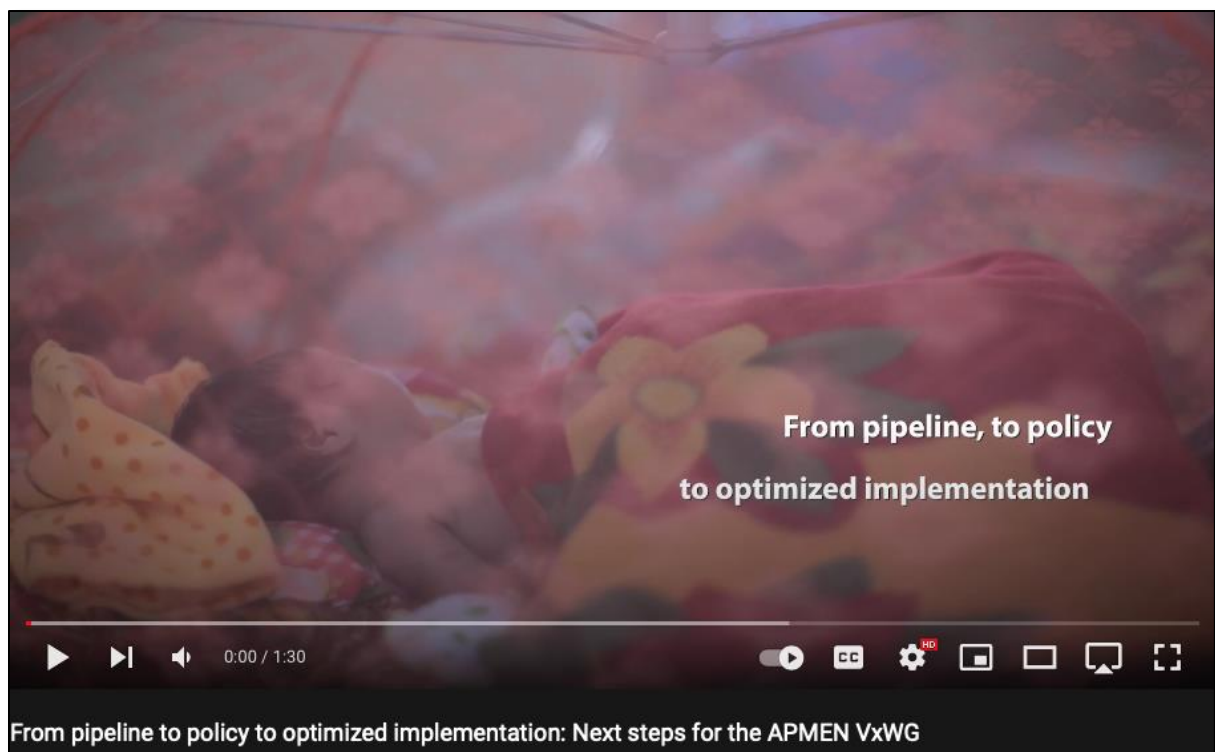 From pipeline, to policy
to optimized implementation
0:00 / 1:30
CC
HD
From pipeline to policy to optimized implementation: Next steps for the APMEN VxWG